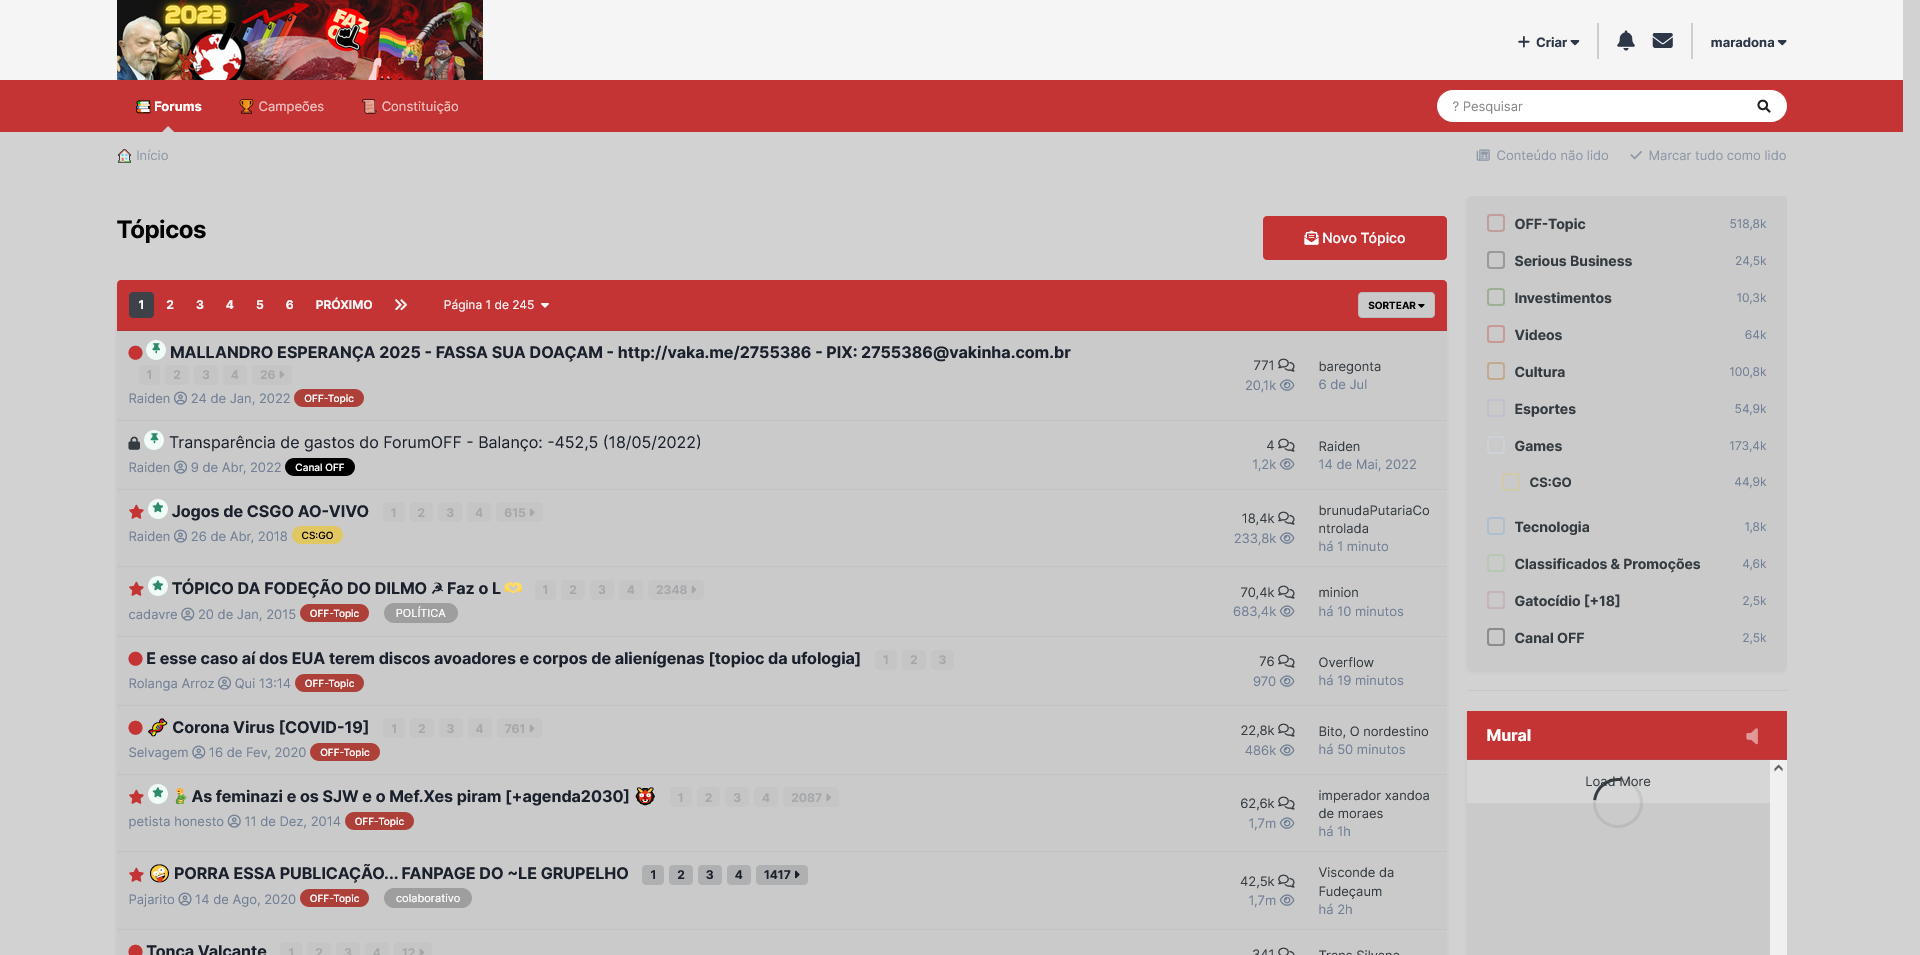 2023
FAZ
+ Criar
maradona
Forums
Campeões
Constituição
? Pesquisar
Início
Conteúdo não lido
Marcar tudo como lido
Tópicos
Novo Tópico
1 2 3 4 5 6 PRÓXIMO
Página 1 de 245
SORTEAR
MALLANDRO ESPERANÇA 2025 - FASSA SUA DOAÇAM - http://vaka.me/2755386 - PIX: 2755386@vakinha.com.br
1 2 3 4 26
Raiden 24 de Jan, 2022 OFF-Topic
771
20,1k
baregonta
6 de Jul
Transparência de gastos do ForumOFF - Balanço: -452,5 (18/05/2022)
Raiden 9 de Abr, 2022 Canal OFF
4
1,2k
Raiden
14 de Mai, 2022
Jogos de CSGO AO-VIVO 1 2 3 4 615
Raiden 26 de Abr, 2018 CS:GO
18,4k
233,8k
brunudaPutariaCo
ntrolada
há 1 minuto
TÓPICO DA FODEÇÃO DO DILMO ☭ Faz o L 1 2 3 4 2348
cadavre 20 de Jan, 2015 OFF-Topic POLÍTICA
70,4k
683,4k
minion
há 10 minutos
E esse caso aí dos EUA terem discos avoadores e corpos de alienígenas [topioc da ufologia] 1 2 3
Rolanga Arroz Qui 13:14 OFF-Topic
76
970
Overflow
há 19 minutos
Corona Virus [COVID-19] 1 2 3 4 761
Selvagem 16 de Fev, 2020 OFF-Topic
22,8k
486k
Bito, O nordestino
há 50 minutos
As feminazi e os SJW e o Mef.Xes piram [+agenda2030] 1 2 3 4 2087
petista honesto 11 de Dez, 2014 OFF-Topic
62,6k
1,7m
imperador xandoa
de moraes
há 1h
PORRA ESSA PUBLICAÇÃO... FANPAGE DO ~LE GRUPELHO 1 2 3 4 1417
Pajarito 14 de Ago, 2020 OFF-Topic colaborativo
42,5k
1,7m
Visconde da
Fudeçaum
há 2h
Tonca Valcante 1 2 3 4 12
341
Trans Silvana
OFF-Topic 518,8k
Serious Business 24,5k
Investimentos 10,3k
Videos 64k
Cultura 100,8k
Esportes 54,9k
Games 173,4k
CS:GO 44,9k
Tecnologia 1,8k
Classificados & Promoções 4,6k
Gatocídio [+18] 2,5k
Canal OFF 2,5k
Mural
Load More